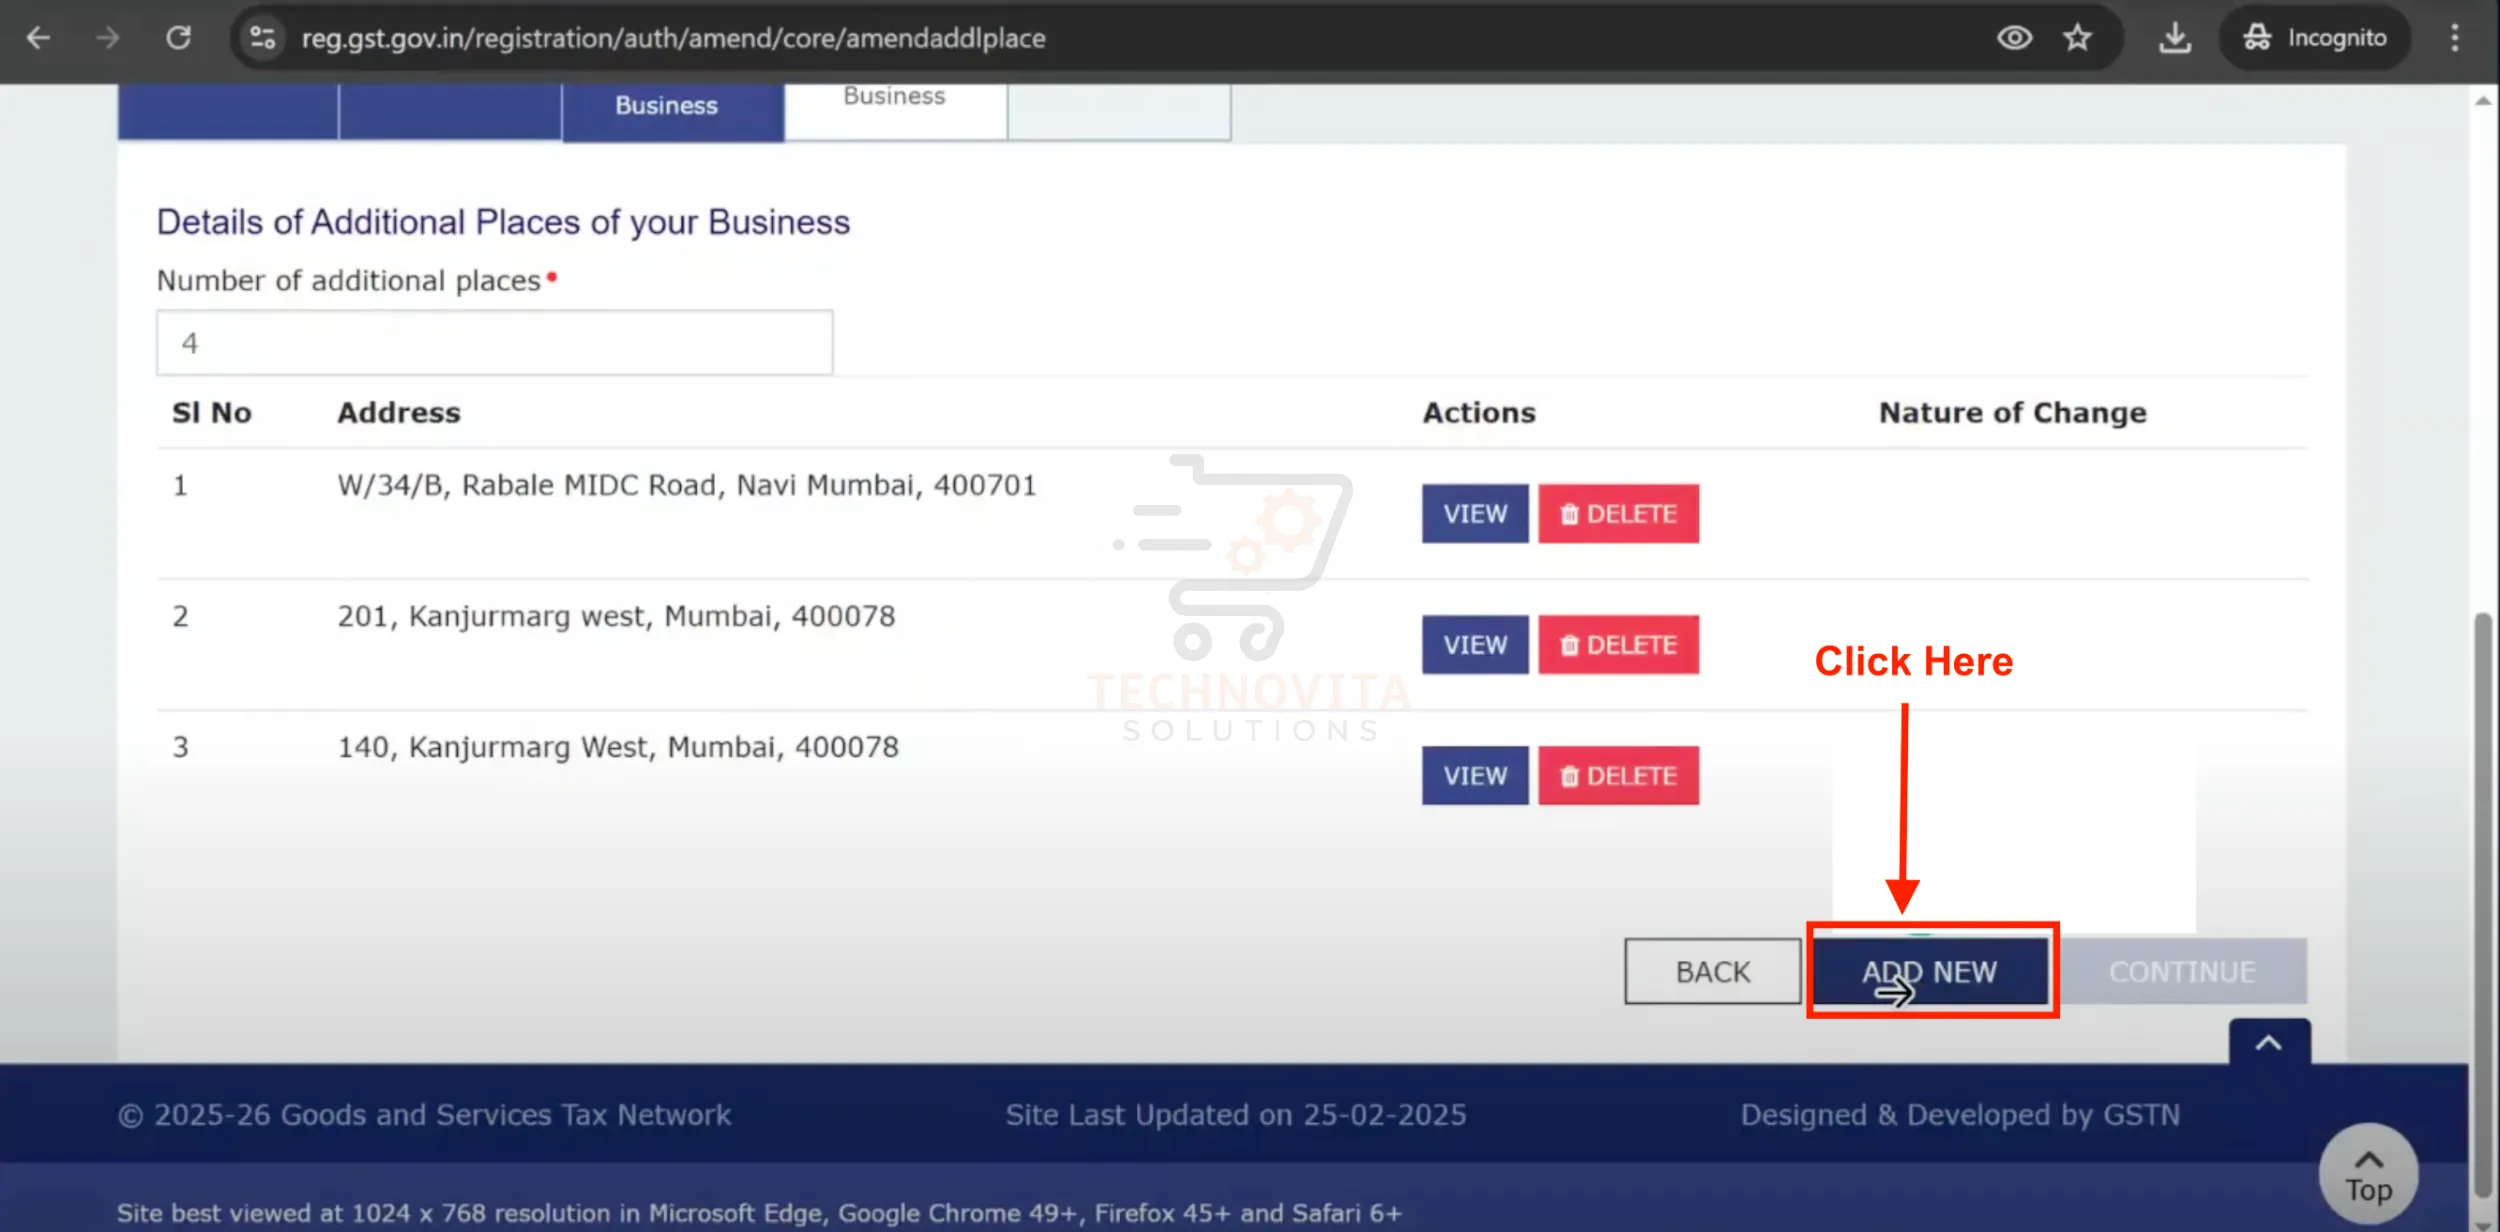 reg.gst.gov.in/registration/auth/amend/core/amendaddlplace
Incognito
Business
Business
Details of Additional Places of your Business
Number of additional places•
4
Sl No Address Actions Nature of Change
1 W/34/B, Rabale MIDC Road, Navi Mumbai, 400701
VIEW DELETE
2 201, Kanjurmarg west, Mumbai, 400078
VIEW DELETE
Click Here
TECHNOVITA
SOLUTIONS
3 140, Kanjurmarg West, Mumbai, 400078
VIEW DELETE
BACK ADD NEW CONTINUE
© 2025-26 Goods and Services Tax Network Site Last Updated on 25-02-2025 Designed & Developed by GSTN
Top
Site best viewed at 1024 x 768 resolution in Microsoft Edge, Google Chrome 49+, Firefox 45+ and Safari 6+